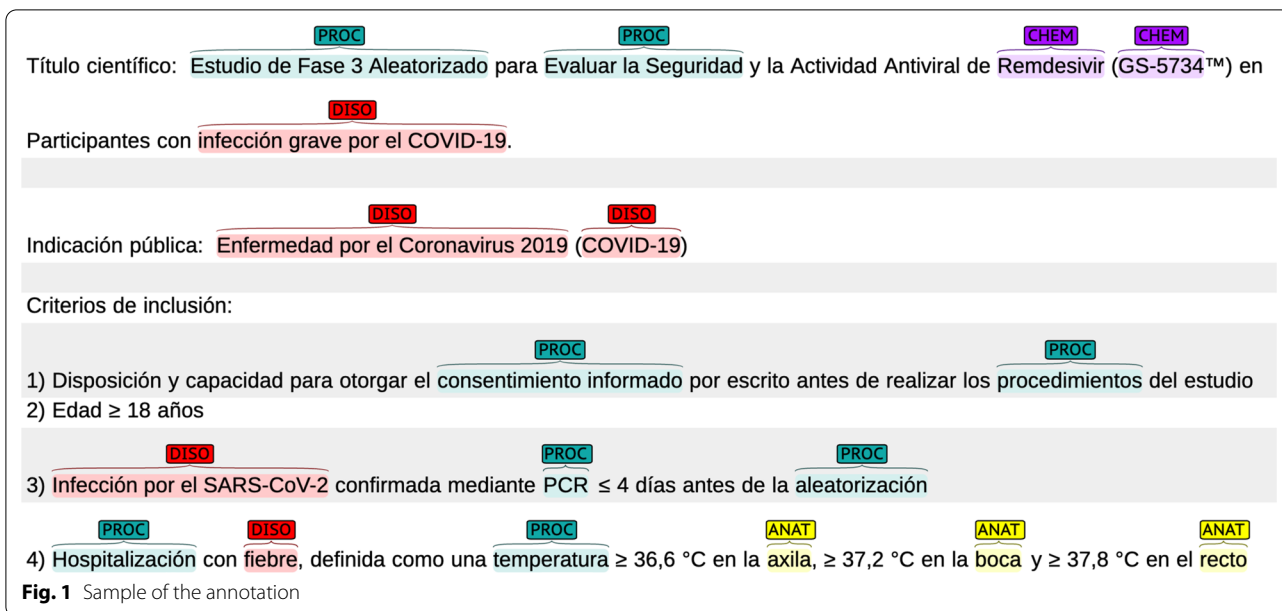 PROC PROC CHEM CHEM
Título científico: Estudio de Fase 3 Aleatorizado para Evaluar la Seguridad y la Actividad Antiviral de Remdesivir (GS-5734™) en
DISO
Participantes con infección grave por el COVID-19.
DISO DISO
Indicación pública: Enfermedad por el Coronavirus 2019 (COVID-19)
Criterios de inclusión:
PROC PROC
1) Disposición y capacidad para otorgar el consentimiento informado por escrito antes de realizar los procedimientos del estudio
2) Edad ≥ 18 años
DISO PROC PROC
3) Infección por el SARS-CoV-2 confirmada mediante PCR ≤ 4 días antes de la aleatorización
PROC DISO PROC ANAT ANAT ANAT
4) Hospitalización con fiebre, definida como una temperatura ≥ 36,6 °C en la axila, ≥ 37,2 °C en la boca y ≥ 37,8 °C en el recto
Fig. 1 Sample of the annotation